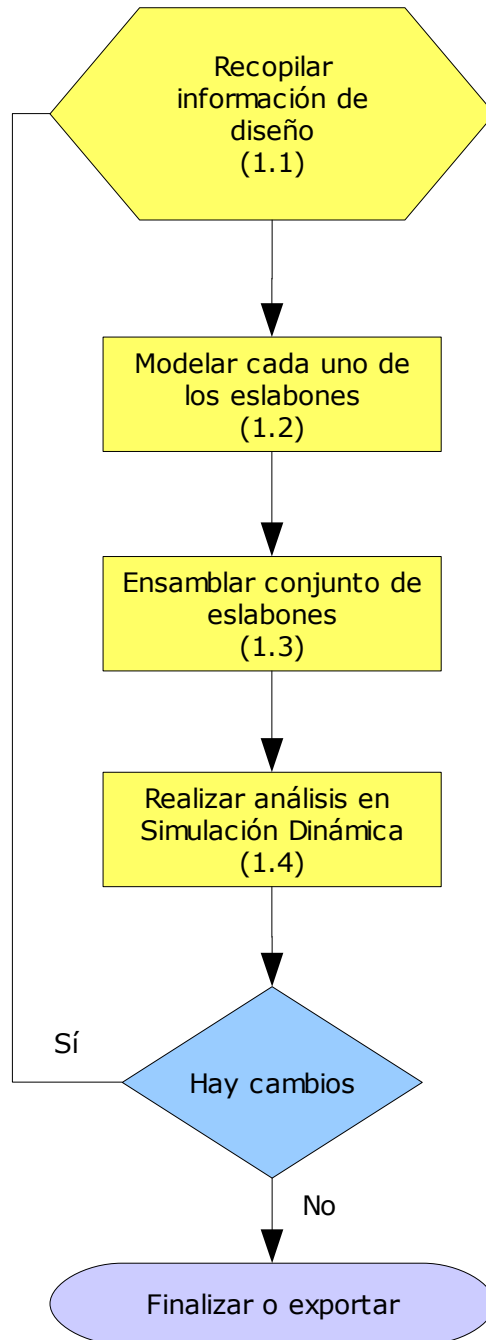 Recopilar
información de
diseño
(1.1)
Modelar cada uno de
los eslabones
(1.2)
Ensamblar conjunto de
eslabones
(1.3)
Realizar análisis en
Simulación Dinámica
(1.4)
Sí
Hay cambios
No
Finalizar o exportar